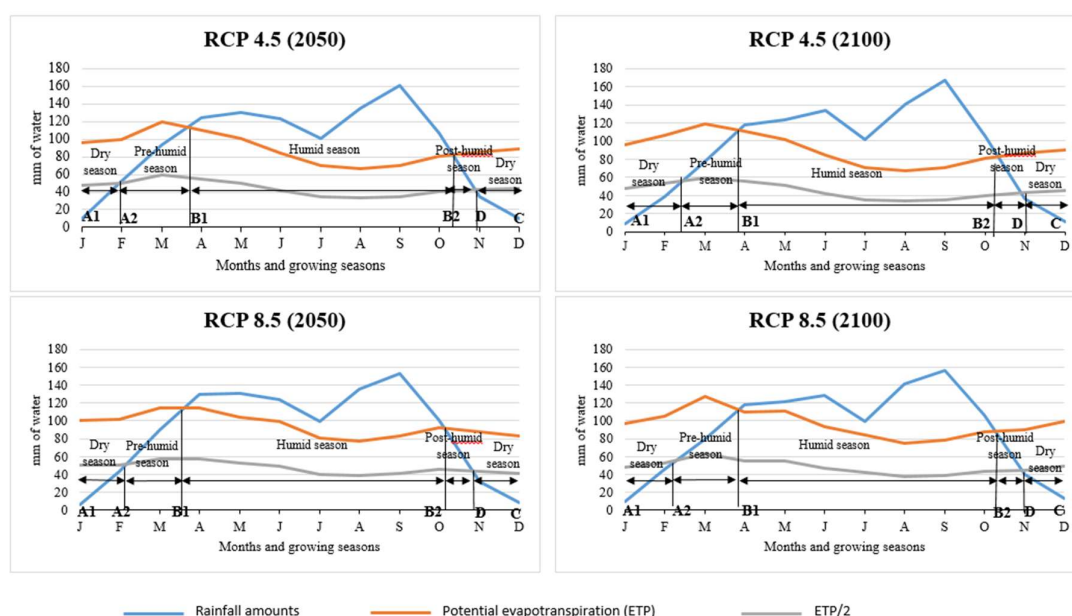 RCP 4.5 (2050)
mm of water
180
160
140
120
100
80
60
40
20
0
Dry
season
Pre-humid
season
Humid season
Post-humid
season
Dry
season
A1 A2 B1 B2 D C
J F M A M J J A S O N D
Months and growing seasons
RCP 4.5 (2100)
mm of water
180
160
140
120
100
80
60
40
20
0
Dry
season
Pre-humid
season
Humid season
Post-humid
season
Dry
season
A1 A2 B1 B2 D C
J F M A M J J A S O N D
Months and growing seasons
RCP 8.5 (2050)
mm of water
180
160
140
120
100
80
60
40
20
0
Dry
season
Pre-humid
season
Humid season
Post-humid
season
Dry
season
A1 A2 B1 B2 D C
J F M A M J J A S O N D
Months and growing seasons
RCP 8.5 (2100)
mm of water
180
160
140
120
100
80
60
40
20
0
Dry
season
Pre-humid
season
Humid season
Post-humid
season
Dry
season
A1 A2 B1 B2 D C
J F M A M J J A S O N D
Months and growing seasons
Rainfall amounts Potential evapotranspiration (ETP) ETP/2